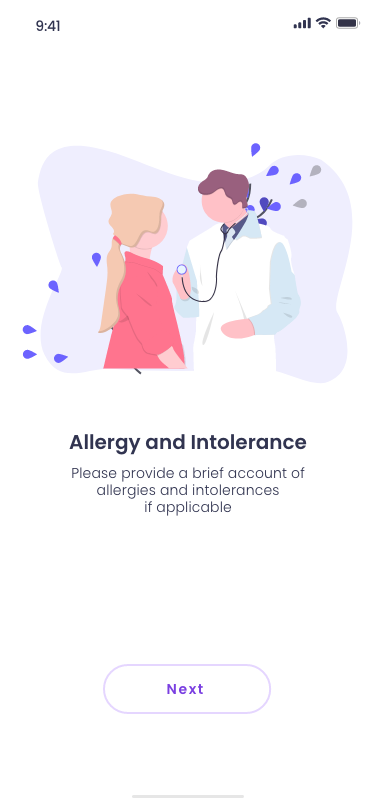 9:41
Allergy and Intolerance
Please provide a brief account of
allergies and intolerances
if applicable
Next